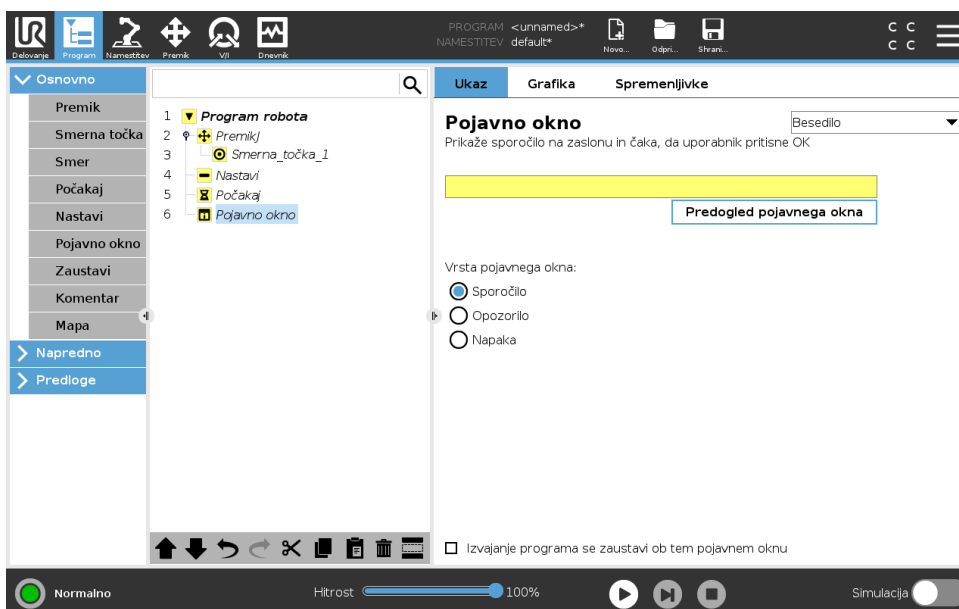 UR
PROGRAM <unnamed>*
NAMESTITEV default*
Delovanje Program Namestitev Premik V/I Dnevnik Novo... Odpri... Shrani...
C C
C C
Osnovno
Premik
Smerna točka
Smer
Počakaj
Nastavi
Pojavno okno
Zaustavi
Komentar
Mapa
Napredno
Predloge
1 Program robota
2 PremikJ
3 Smerna_točka_1
4 Nastavi
5 Počakaj
6 Pojavno okno
Ukaz Grafika Spremenljivke
Pojavno okno
Besedilo
Prikaže sporočilo na zaslonu in čaka, da uporabnik pritisne OK
Predogled pojavnega okna
Vrsta pojavnega okna:
Sporočilo
Opozorilo
Napaka
Izvajanje programa se zaustavi ob tem pojavnem oknu
Normalno
Hitrost 100%
Simulacija